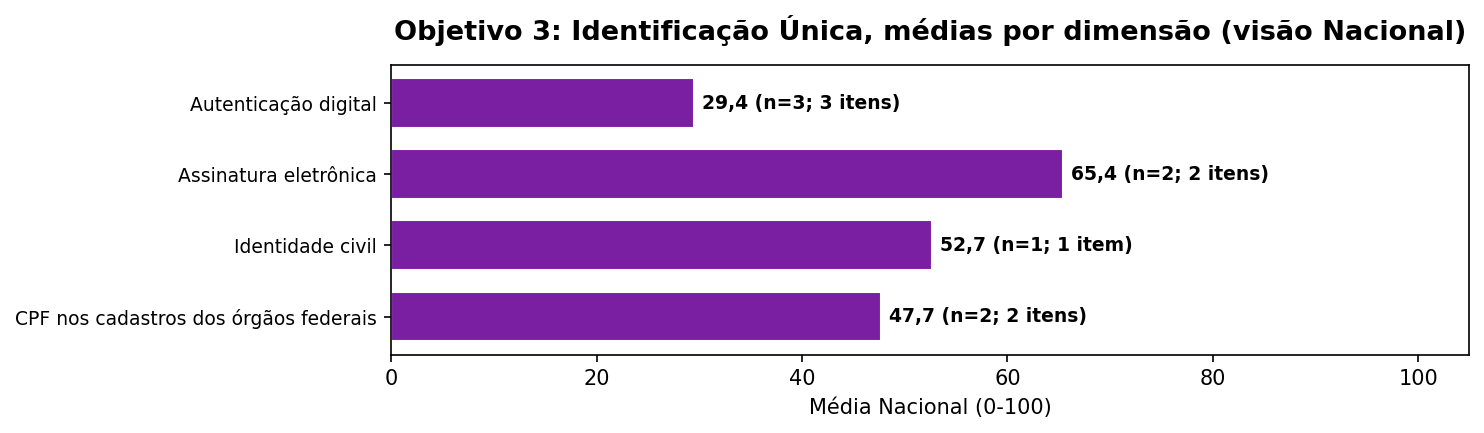 Objetivo 3: Identificação Única, médias por dimensão (visão Nacional)
Autenticação digital
29,4 (n=3; 3 itens)
Assinatura eletrônica
65,4 (n=2; 2 itens)
Identidade civil
52,7 (n=1; 1 item)
CPF nos cadastros dos órgãos federais
47,7 (n=2; 2 itens)
0 20 40 60 80 100
Média Nacional (0-100)